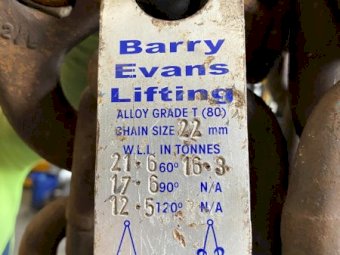 Barry
Evans
Lifting
ALLOY GRADE T (80)
CHAIN SIZE 22 mm
W.L.L. IN TONNES
21.6 60° 16.3
17.6 90° N/A
12.5 120° N/A